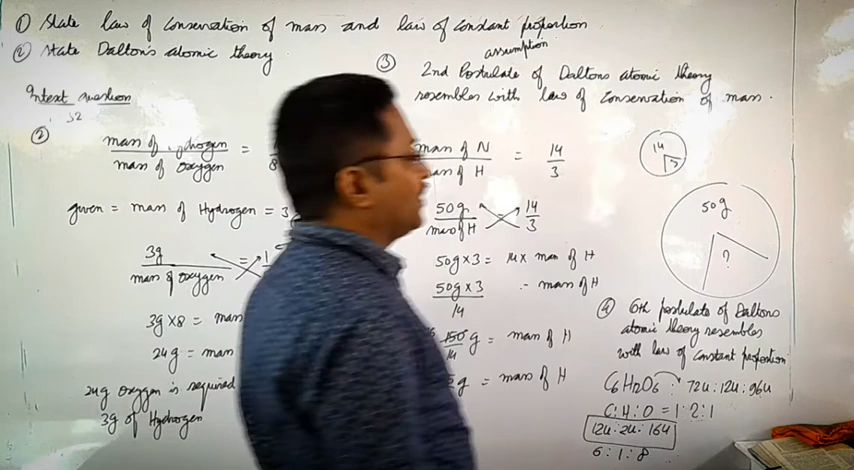 ① State law of conservation of mass and law of constant proportion
② State Dalton's atomic theory
Intext question
②
mass of hydrogen
mass of oxygen
=
8
given = mass of Hydrogen = 3
3g
mass of oxygen
= 1
3g × 8 = mass
24g = mass
24g oxygen is required
3g of Hydrogen
③ assumption
2nd Postulate of Daltons atomic theory
resembles with law of conservation of mass.
mass of N
mass of H
= 14
3
50g
mass of H
14
3
50g × 3 = 14 × mass of H
50g × 3
14
= mass of H
150 g
14
= mass of H
g = mass of H
14
3
50g
?
④ 6th postulate of Daltons
atomic theory resembles
with law of constant proportion
72u : 12u : 96u
C : H : O = 1 : 2 : 1
12u : 2u : 16u
6 : 1 : 8